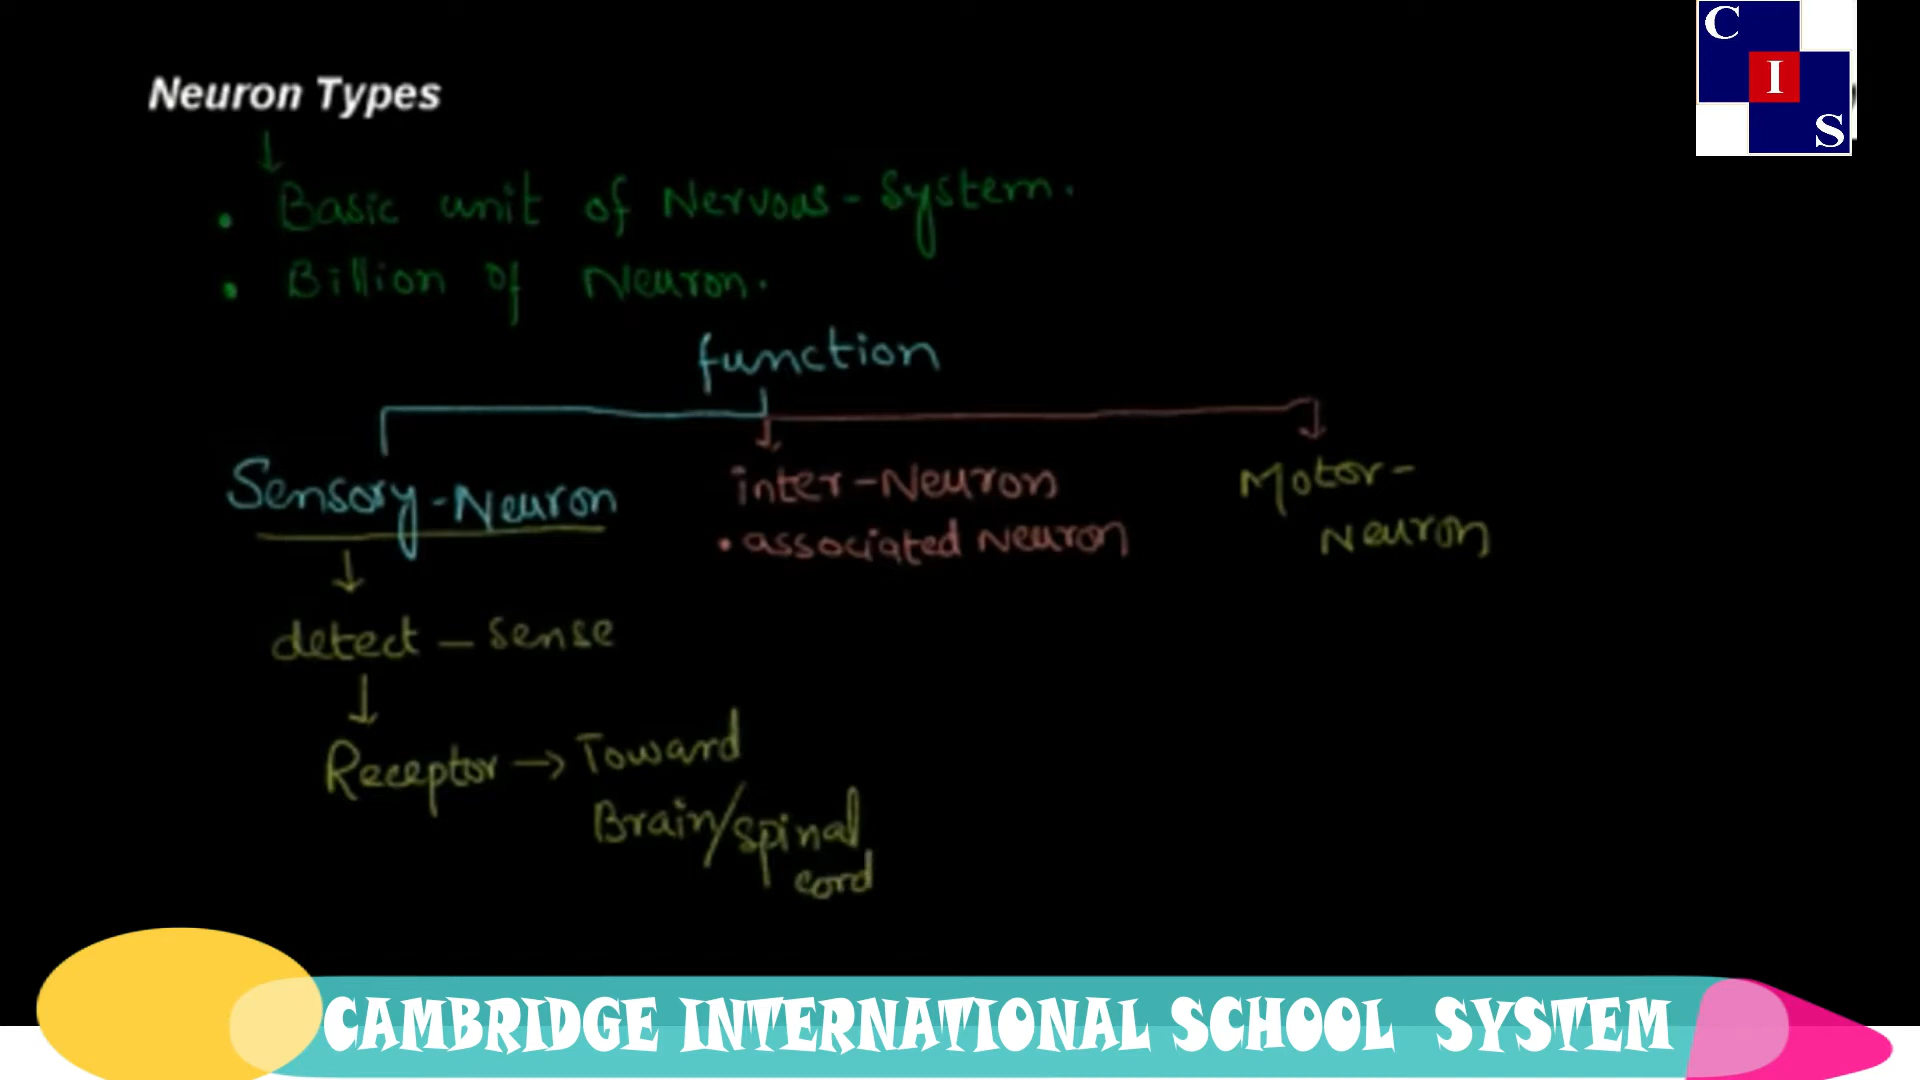 C
I
S
Neuron Types
↓
• Basic unit of Nervous-System.
• Billion of Neuron.
function
Sensory-Neuron
inter-Neuron
• associated Neuron
Motor-
Neuron
↓
detect — sense
↓
Receptor → Toward
Brain/spinal
cord
CAMBRIDGE INTERNATIONAL SCHOOL SYSTEM